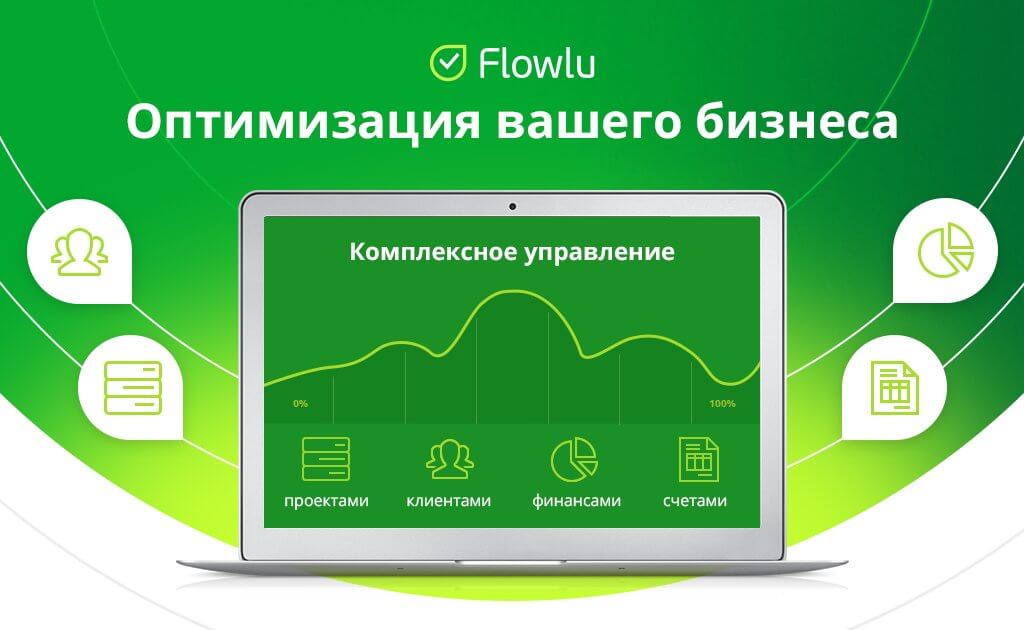 Flowlu
Оптимизация вашего бизнеса
Комплексное управление
0% 100%
проектами клиентами финансами счетами